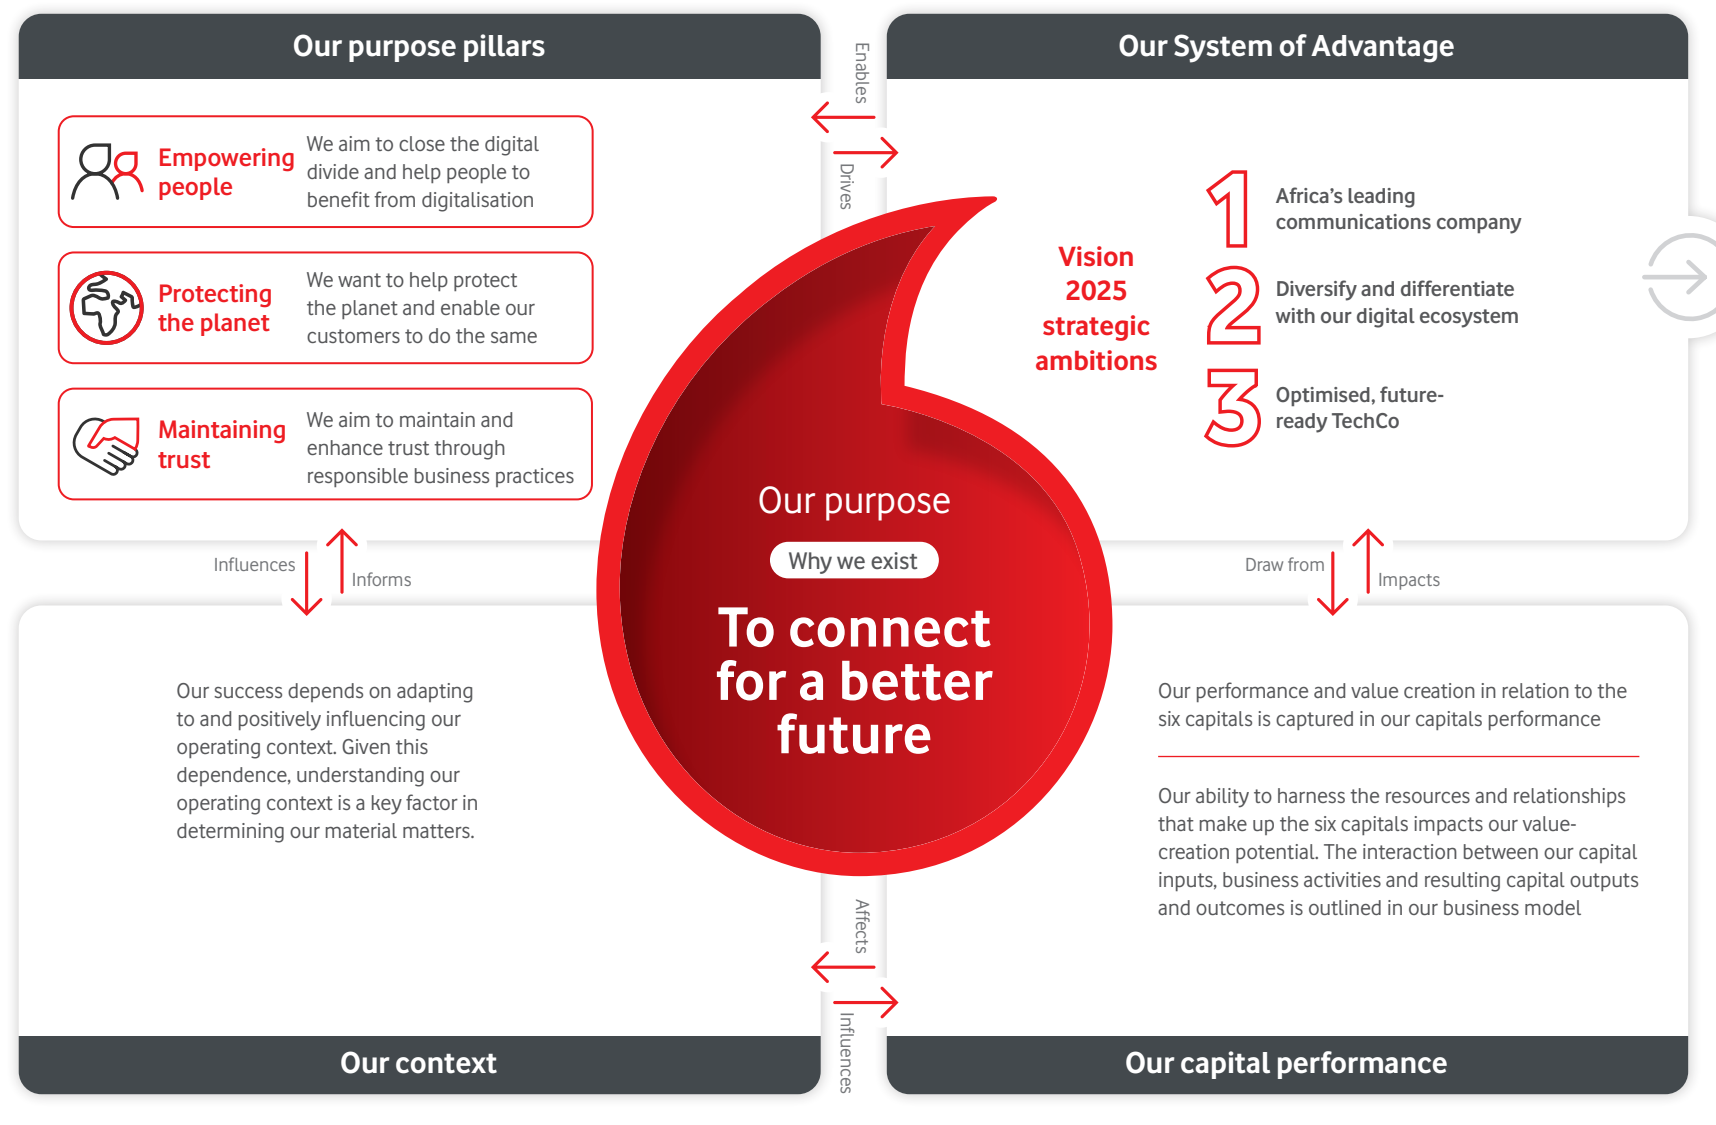 Our purpose pillars
Empowering
people
We aim to close the digital
divide and help people to
benefit from digitalisation
Protecting
the planet
We want to help protect
the planet and enable our
customers to do the same
Maintaining
trust
We aim to maintain and
enhance trust through
responsible business practices
Enables
Drives
Our System of Advantage
Vision
2025
strategic
ambitions
1
Africa's leading
communications company
2
Diversify and differentiate
with our digital ecosystem
3
Optimised, future-
ready TechCo
Our purpose
Why we exist
To connect
for a better
future
Influences
Informs
Draw from
Impacts
Our success depends on adapting
to and positively influencing our
operating context. Given this
dependence, understanding our
operating context is a key factor in
determining our material matters.
Our context
Affects
Influences
Our performance and value creation in relation to the
six capitals is captured in our capitals performance
Our ability to harness the resources and relationships
that make up the six capitals impacts our value-
creation potential. The interaction between our capital
inputs, business activities and resulting capital outputs
and outcomes is outlined in our business model
Our capital performance